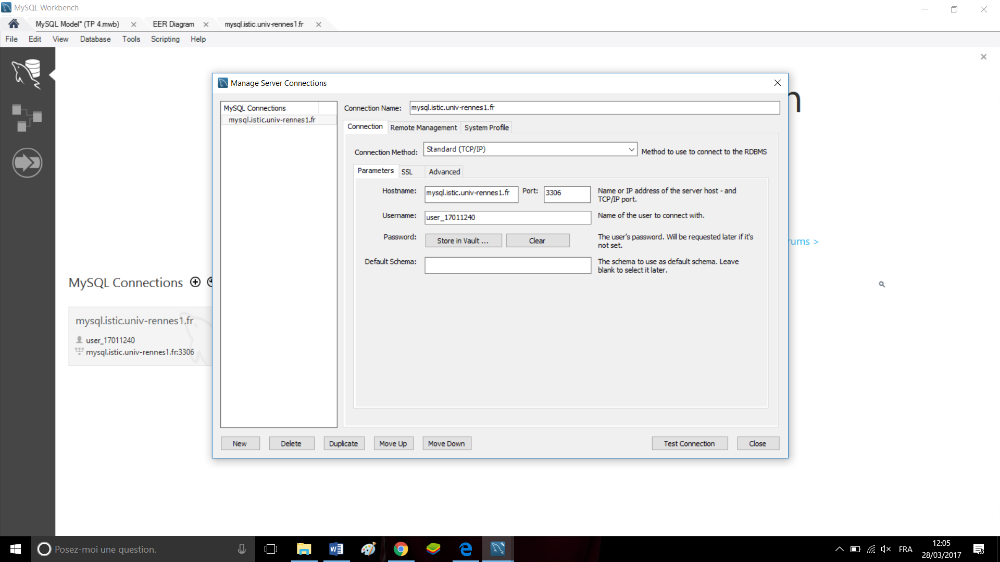 MySQL Workbench
MySQL Model* (TP 4.mwb)
EER Diagram
mysql.istic.univ-rennes1.fr
File Edit View Database Tools Scripting Help
Manage Server Connections
MySQL Connections
mysql.istic.univ-rennes1.fr
Connection Name: mysql.istic.univ-rennes1.fr
Connection Remote Management System Profile
Connection Method: Standard (TCP/IP) Method to use to connect to the RDBMS
Parameters SSL Advanced
Hostname: mysql.istic.univ-rennes1.fr Port: 3306 Name or IP address of the server host - and
TCP/IP port.
Username: user_17011240 Name of the user to connect with.
Password: Store in Vault ... Clear The user's password. Will be requested later if it's
not set.
Default Schema: The schema to use as default schema. Leave
blank to select it later.
New Delete Duplicate Move Up Move Down Test Connection Close
rums >
MySQL Connections
mysql.istic.univ-rennes1.fr
user_17011240
mysql.istic.univ-rennes1.fr:3306
Posez-moi une question.
FRA
12:05
28/03/2017